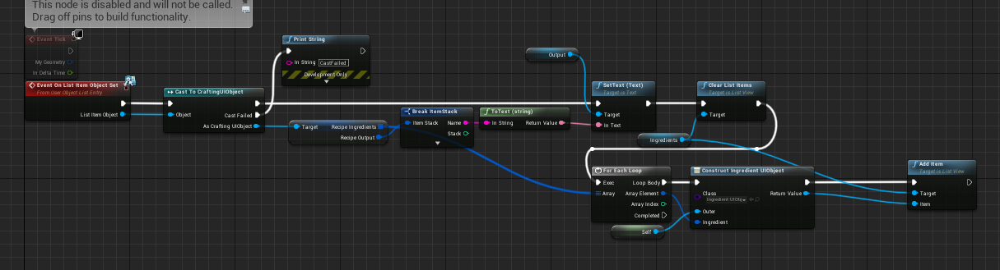 This node is disabled and will not be called.
Drag off pins to build functionality.
Event Tick
My Geometry
In Delta Time
Event On List Item Object Set
From User Object List Entry
List Item Object
Cast To CraftingUIObject
Object
Cast Failed
As Crafting UIObject
Print String
In String CastFailed
Development Only
Target Recipe Ingredients
Recipe Output
Break ItemStack
Item Stack Name
Stack
ToText (string)
In String Return Value
Output
SetText (Text)
Target is Text
Target
In Text
Clear List Items
Target is List View
Target
Ingredients
For Each Loop
Exec Loop Body
Array Array Element
Array Index
Completed
Self
Construct Ingredient UIObject
Class
Ingredient UIObj
Return Value
Outer
Ingredient
Add Item
Target is List View
Target
Item